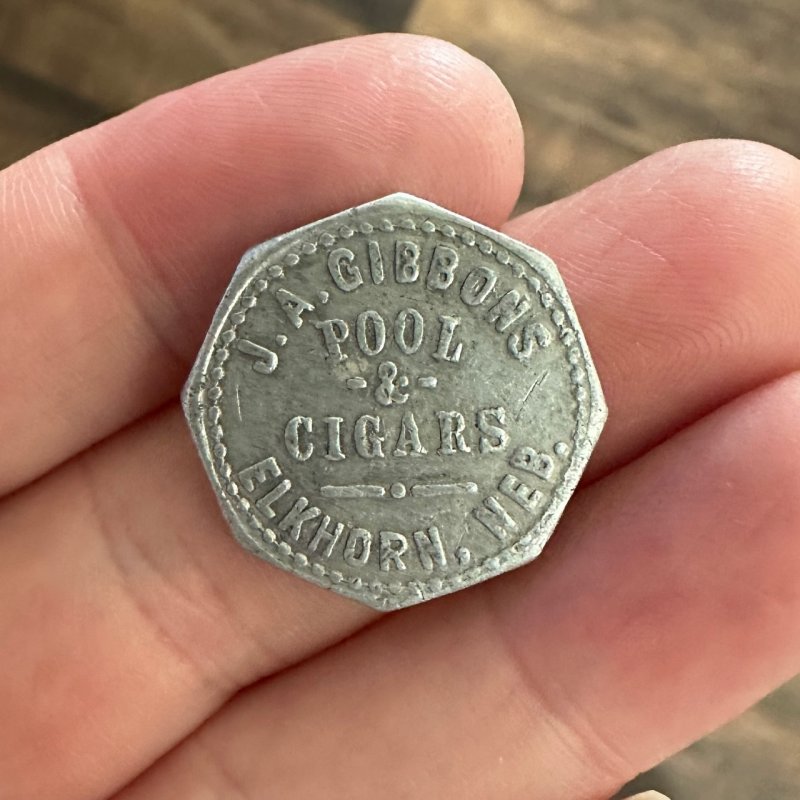 J. A. GIBBONS
POOL
-&-
CIGARS
ELKHORN, NEB.